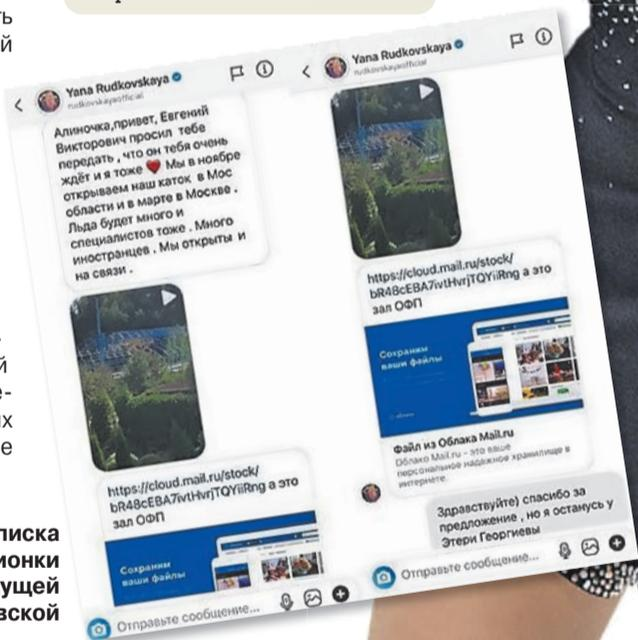 ть
й
Yana Rudkovskaya
rudkovskayaofficial
Алиночка,привет, Евгений
Викторович просил тебе
передать , что он тебя очень
ждёт и я тоже ❤️ Мы в ноябре
открываем наш каток в Мос
области и в марте в Москве .
Льда будет много и
специалистов тоже . Много
иностранцев . Мы открыты и
на связи .
https://cloud.mail.ru/stock/
bR48cEBA7ivtHvrjTQYiiRng а это
зал ОФП
Сохраним
ваши файлы
Отправьте сообщение...
Yana Rudkovskaya
rudkovskayaofficial
https://cloud.mail.ru/stock/
bR48cEBA7ivtHvrjTQYiiRng а это
зал ОФП
Сохраним
ваши файлы
Файл из Облака Mail.ru
Облако Mail.ru - это ваше
персональное надежное хранилище в
интернете.
Здравствуйте) спасибо за
предложение , но я останусь у
Этери Георгиевы
Отправьте сообщение...
й
е-
х
е
писка
ионки
ущей
вской